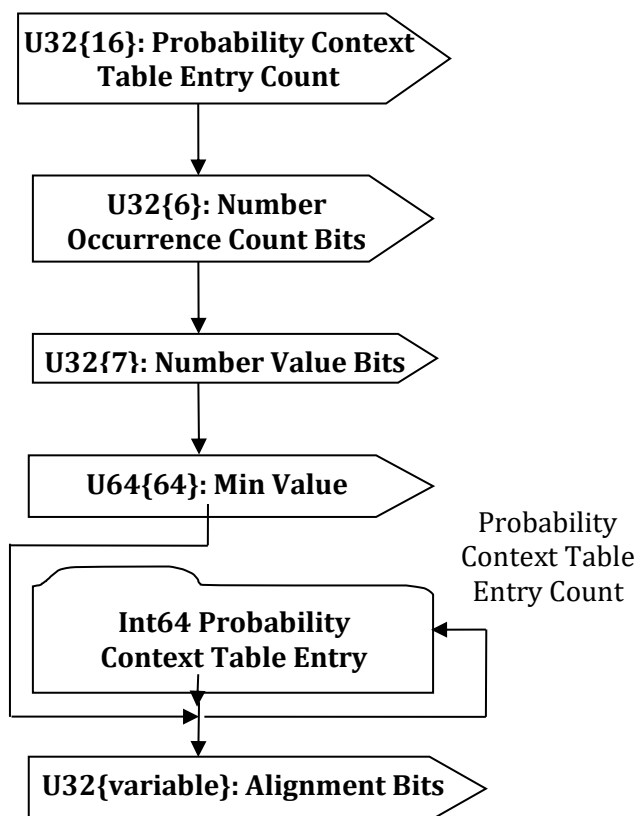 U32{16}: Probability Context
Table Entry Count
U32{6}: Number
Occurrence Count Bits
U32{7}: Number Value Bits
U64{64}: Min Value
Probability
Context Table
Entry Count
Int64 Probability
Context Table Entry
U32{variable}: Alignment Bits